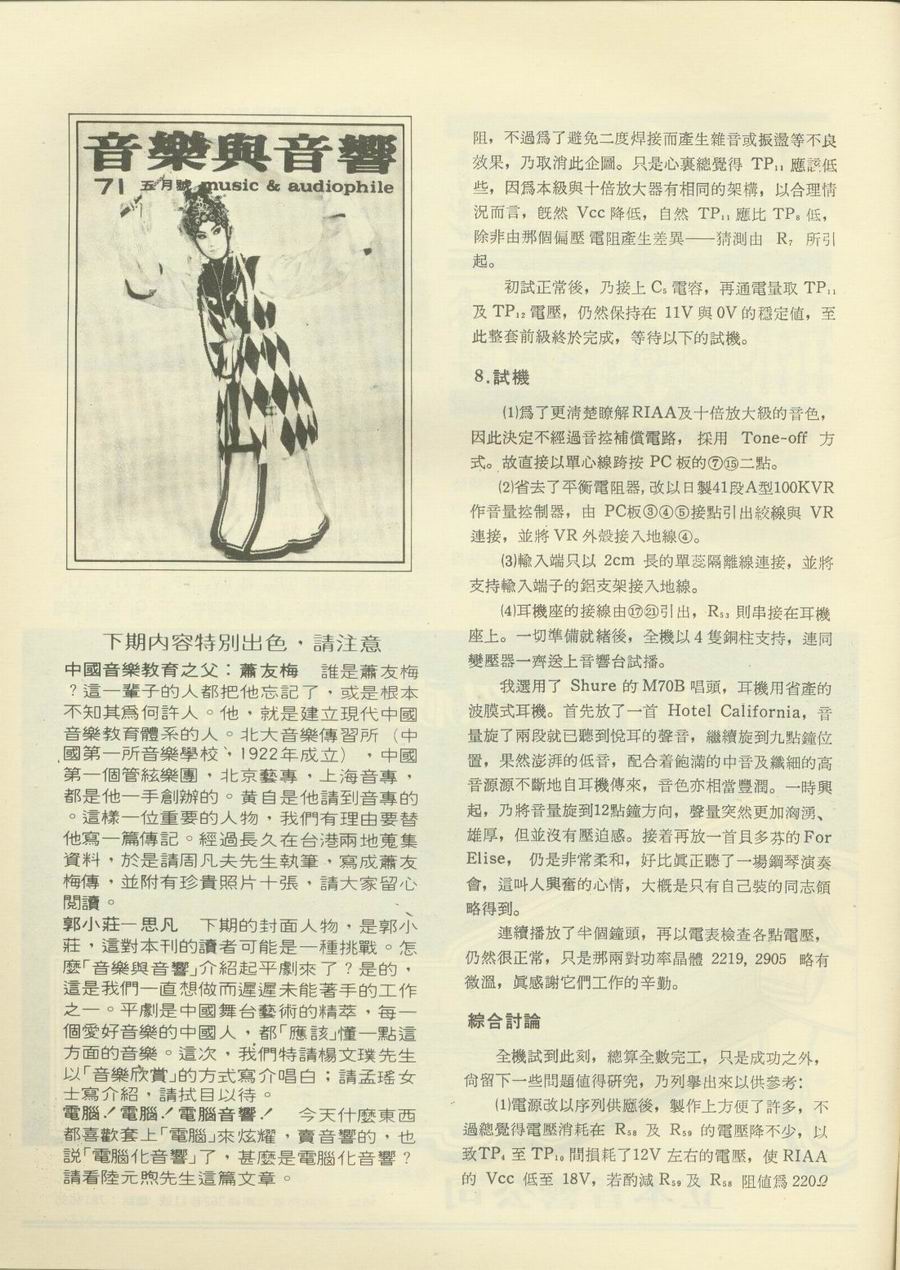 音樂與音響
71 五月號 music & audiophile
下期內容特別出色，請注意
中國音樂教育之父：蕭友梅　誰是蕭友梅
？這一輩子的人都把他忘記了，或是根本
不知其爲何許人。他，就是建立現代中國
音樂教育體系的人。北大音樂傳習所（中
國第一所音樂學校、1922年成立），中國
第一個管絃樂團，北京藝專，上海音專，
都是他一手創辦的。黃自是他請到音專的
。這樣一位重要的人物，我們有理由要替
他寫一篇傳記。經過長久在台港兩地蒐集
資料，於是請周凡夫先生執筆，寫成蕭友
梅傳，並附有珍貴照片十張，請大家留心
閱讀。
郭小莊—思凡　下期的封面人物，是郭小
莊，這對本刊的讀者可能是一種挑戰。怎
麼「音樂與音響」介紹起平劇來了？是的，
這是我們一直想做而遲遲未能著手的工作
之一。平劇是中國舞台藝術的精萃，每一
個愛好音樂的中國人，都「應該」懂一點這
方面的音樂。這次，我們特請楊文璞先生
以「音樂欣賞」的方式寫介唱白；請孟瑤女
士寫介紹，請拭目以待。
電腦！電腦！電腦音響！　今天什麼東西
都喜歡套上「電腦」來炫耀，賣音響的，也
説「電腦化音響」了，甚麼是電腦化音響？
請看陸元煦先生這篇文章。
阻，不過爲了避免二度焊接而產生雜音或振盪等不良
效果，乃取消此企圖。只是心裏總覺得 TP₁₁ 應該低
些，因爲本級與十倍放大器有相同的架構，以合理情
況而言，旣然 Vcc 降低，自然 TP₁₁ 應比 TP₈ 低，
除非由那個偏壓電阻產生差異——猜測由 R₇ 所引
起。
初試正常後，乃接上 C₅ 電容，再通電量取 TP₁₁
及 TP₁₂ 電壓，仍然保持在 11V 與 0V 的穩定值，至
此整套前級終於完成，等待以下的試機。
8.試機
⑴爲了更清楚瞭解RIAA及十倍放大級的音色，
因此決定不經過音控補償電路，採用 Tone-off 方
式。故直接以單心線跨按 PC 板的⑦⑮二點。
⑵省去了平衡電阻器,改以日製41段A型100KVR
作音量控制器，由 PC板③④⑤接點引出絞線與 VR
連接，並將 VR 外殼接入地線④。
⑶輸入端只以 2cm 長的單蕊隔離線連接，並將
支持輸入端子的鋁支架接入地線。
⑷耳機座的接線由⑰㉑引出，R₅₃ 則串接在耳機
座上。一切準備就緒後，全機以 4 隻銅柱支持，連同
變壓器一齊送上音響台試播。
我選用了 Shure 的 M70B 唱頭，耳機用省產的
波膜式耳機。首先放了一首 Hotel California，音
量旋了兩段就已聽到悅耳的聲音，繼續旋到九點鐘位
置，果然澎湃的低音，配合着飽滿的中音及纖細的高
音源源不斷地自耳機傳來，音色亦相當豐潤。一時興
起，乃將音量旋到12點鐘方向，聲量突然更加洶湧、
雄厚，但並沒有壓迫感。接着再放一首貝多芬的 For
Elise， 仍是非常柔和，好比眞正聽了一場鋼琴演奏
會，這叫人興奮的心情，大概是只有自己裝的同志領
略得到。
連續播放了半個鐘頭，再以電表檢查各點電壓，
仍然很正常，只是那兩對功率晶體 2219, 2905 略有
微溫，眞感謝它們工作的辛勤。
綜合討論
全機試到此刻，總算全數完工，只是成功之外，
尙留下一些問題值得研究，乃列擧出來以供參考：
⑴電源改以序列供應後，製作上方便了許多，不
過總覺得電壓消耗在 R₅₈ 及 R₅₉ 的電壓降不少，以
致TP₄ 至 TP₁₀ 間損耗了12V 左右的電壓，使 RIAA
的 Vcc 低至 18V，若酌減 R₅₉ 及 R₅₈ 阻値爲 220Ω